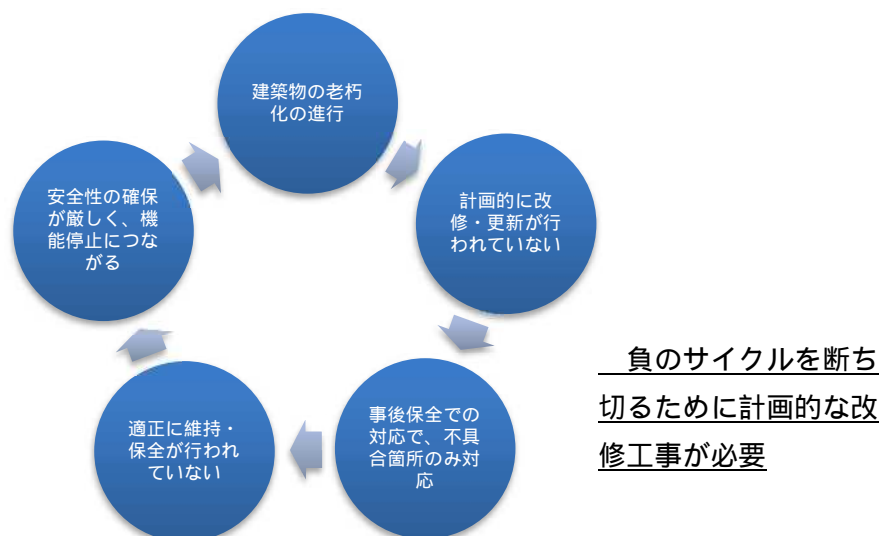 建築物の老朽
化の進行
計画的に改
修・更新が行
われていない
事後保全での
対応で、不具
合箇所のみ対
応
適正に維持・
保全が行われ
ていない
安全性の確保
が厳しく、機
能停止につな
がる
負のサイクルを断ち
切るために計画的な改
修工事が必要